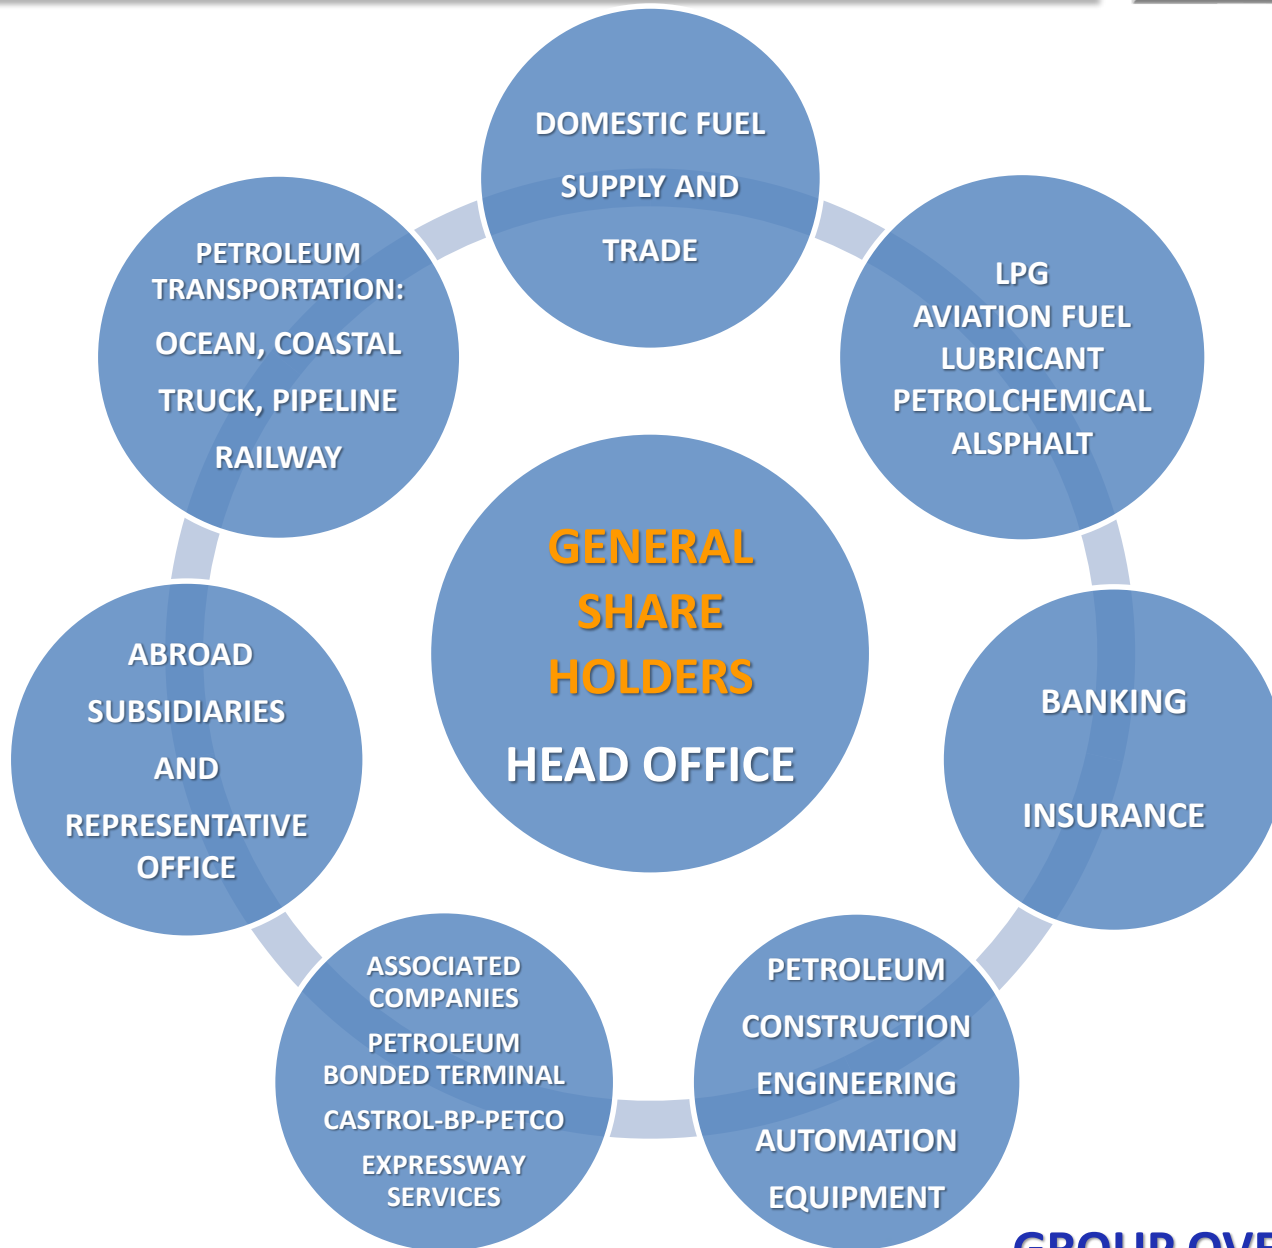 DOMESTIC FUEL
SUPPLY AND
TRADE
LPG
AVIATION FUEL
LUBRICANT
PETROLCHEMICAL
ALSPHALT
BANKING
INSURANCE
PETROLEUM
CONSTRUCTION
ENGINEERING
AUTOMATION
EQUIPMENT
ASSOCIATED
COMPANIES
PETROLEUM
BONDED TERMINAL
CASTROL-BP-PETCO
EXPRESSWAY
SERVICES
ABROAD
SUBSIDIARIES
AND
REPRESENTATIVE
OFFICE
PETROLEUM
TRANSPORTATION:
OCEAN, COASTAL
TRUCK, PIPELINE
RAILWAY
GENERAL
SHARE
HOLDERS
HEAD OFFICE
GROUP OVE